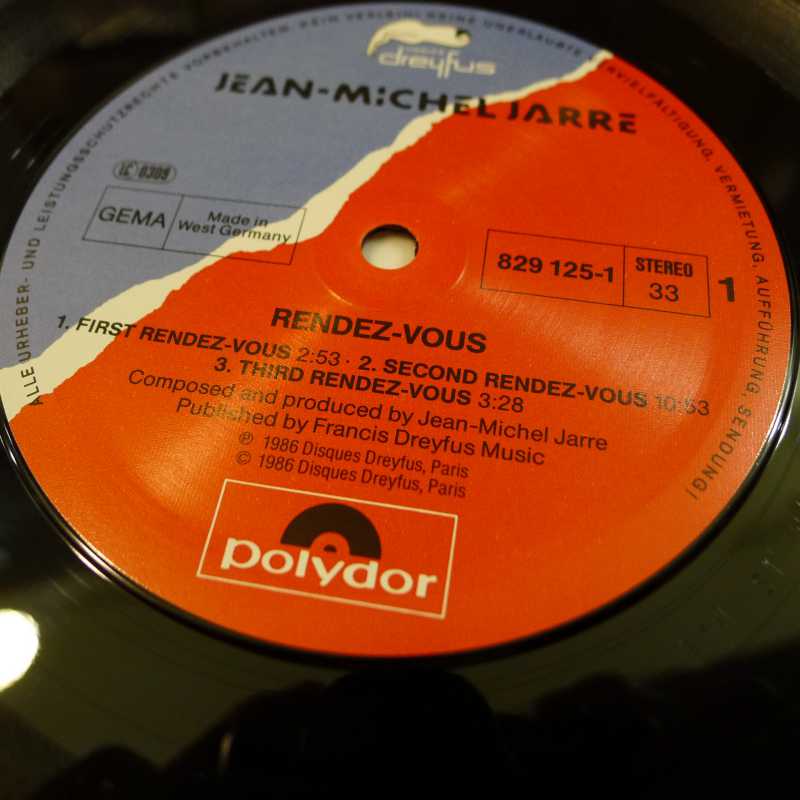 ALLE URHEBER- UND LEISTUNGSSCHUTZRECHTE VORBEHALTEN. KEIN VERLEIH! KEINE UNERLAUBTE VERVIELFÄLTIGUNG, VERMIETUNG, AUFFÜHRUNG, SENDUNG!
dreyfus
JEAN-MICHEL JARRE
LC 0309
GEMA
Made in
West Germany
829 125-1
STEREO
33
1
RENDEZ-VOUS
1. FIRST RENDEZ-VOUS 2:53 · 2. SECOND RENDEZ-VOUS 10:53
3. THIRD RENDEZ-VOUS 3:28
Composed and produced by Jean-Michel Jarre
Published by Francis Dreyfus Music
℗ 1986 Disques Dreyfus, Paris
© 1986 Disques Dreyfus, Paris
polydor